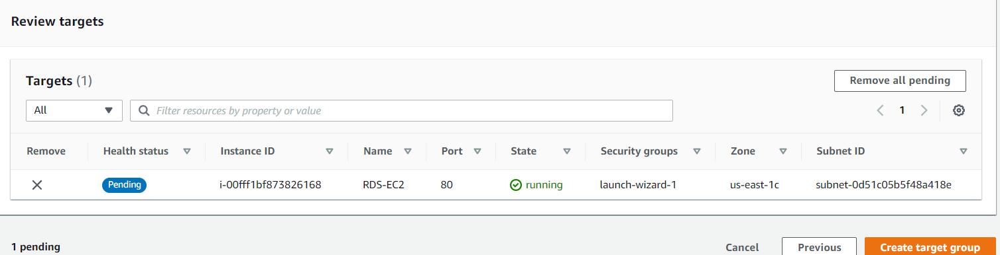 Review targets
Targets (1)
Remove all pending
All
Filter resources by property or value
1
Remove Health status Instance ID Name Port State Security groups Zone Subnet ID
Pending i-00fff1bf873826168 RDS-EC2 80 running launch-wizard-1 us-east-1c subnet-0d51c05b5f48a418e
1 pending
Cancel Previous Create target group